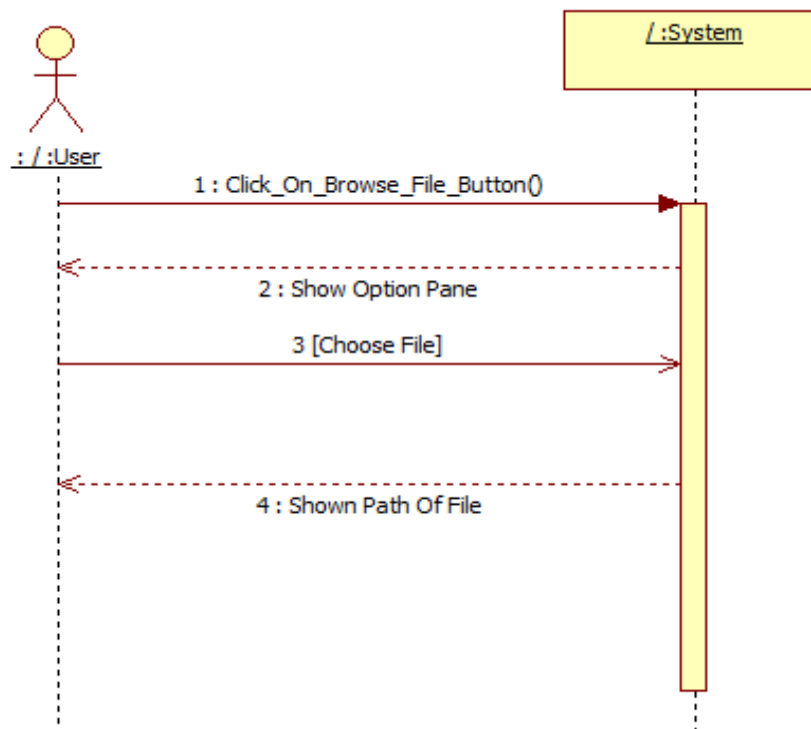 / :System
: / :User
1 : Click_On_Browse_File_Button()
2 : Show Option Pane
3 [Choose File]
4 : Shown Path Of File